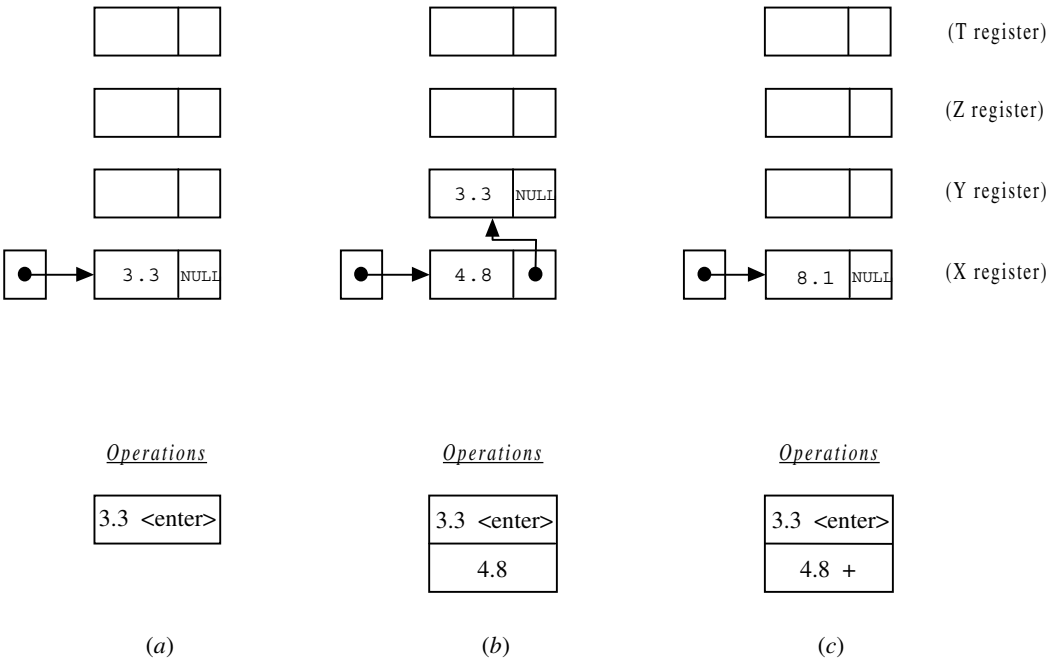 (T register)
(Z register)
3.3 NULL (Y register)
3.3 NULL 4.8 8.1 NULL (X register)
Operations Operations Operations
3.3 <enter> 3.3 <enter> 3.3 <enter>
4.8 4.8 +
(a) (b) (c)